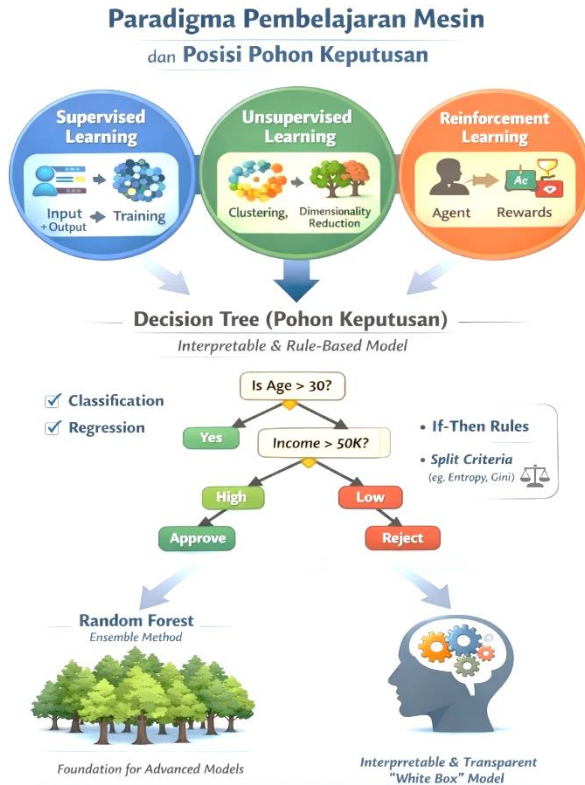 Paradigma Pembelajaran Mesin
dan Posisi Pohon Keputusan
Supervised
Learning
Input
+ Output
Training
Unsupervised
Learning
Clustering,
Dimensionality
Reduction
Reinforcement
Learning
Ac
Agent
Rewards
Decision Tree (Pohon Keputusan)
Interpretable & Rule-Based Model
Classification
Regression
Is Age > 30?
Yes
Income > 50K?
High
Low
Approve
Reject
• If-Then Rules
• Split Criteria
(eg. Entropy, Gini)
Random Forest
Ensemble Method
Foundation for Advanced Models
Interprretable & Transparent
"White Box" Model